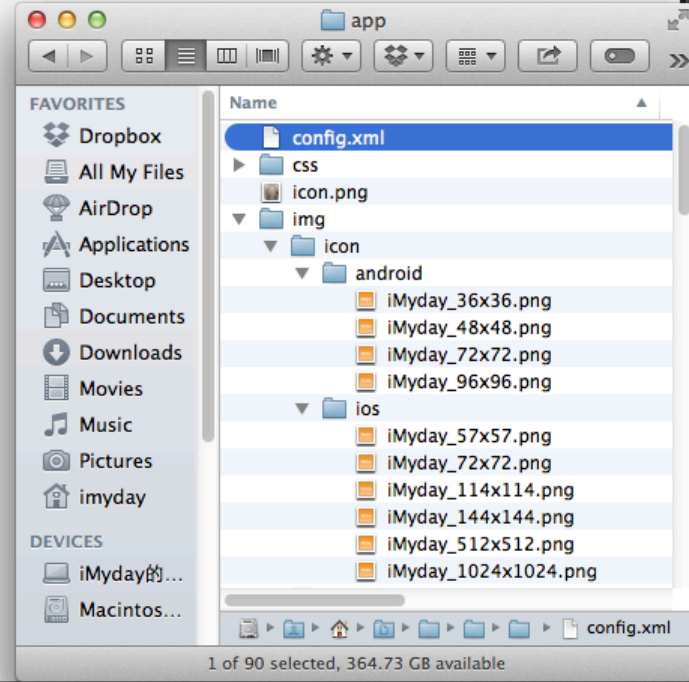 app
FAVORITES
Dropbox
All My Files
AirDrop
Applications
Desktop
Documents
Downloads
Movies
Music
Pictures
imyday
DEVICES
iMyday的...
Macintos...
Name
config.xml
css
icon.png
img
icon
android
iMyday_36x36.png
iMyday_48x48.png
iMyday_72x72.png
iMyday_96x96.png
ios
iMyday_57x57.png
iMyday_72x72.png
iMyday_114x114.png
iMyday_144x144.png
iMyday_512x512.png
iMyday_1024x1024.png
config.xml
1 of 90 selected, 364.73 GB available